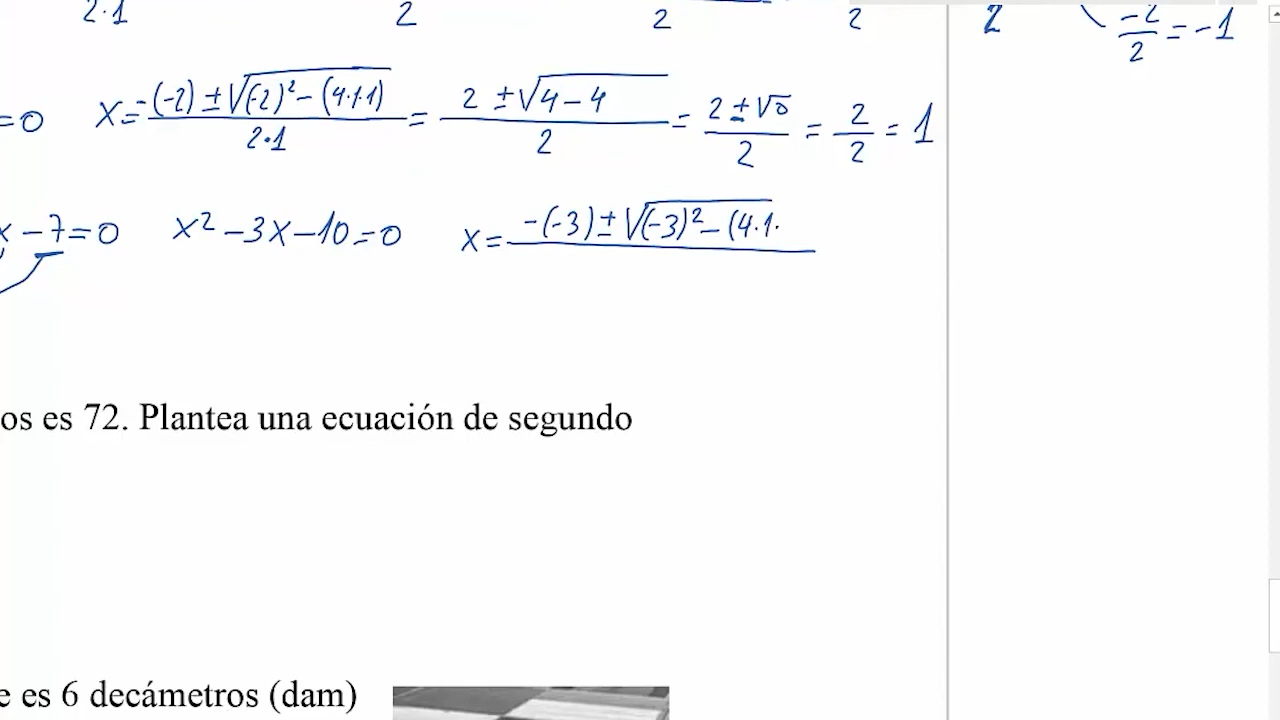 2·1 2 2 2 2 -2/2 = -1
=0 x = (-(-2) ± √((-2)² - (4·1·1)))/(2·1) = (2 ± √(4 - 4))/2 = (2 ± √0)/2 = 2/2 = 1
x - 7 = 0 x² - 3x - 10 = 0 x = -(-3) ± √((-3)² - (4·1·
os es 72. Plantea una ecuación de segundo
e es 6 decámetros (dam)